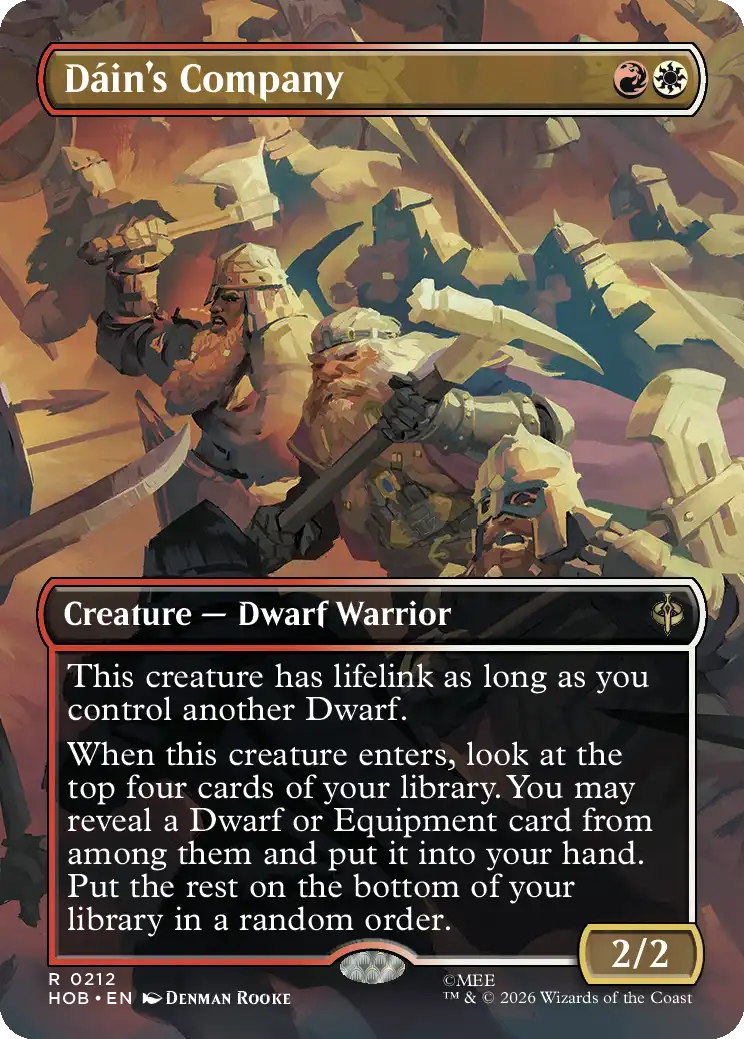 Dáin's Company
Creature — Dwarf Warrior
This creature has lifelink as long as you
control another Dwarf.
When this creature enters, look at the
top four cards of your library. You may
reveal a Dwarf or Equipment card from
among them and put it into your hand.
Put the rest on the bottom of your
library in a random order.
2/2
R 0212
HOB • EN Denman Rooke
©MEE
™ & © 2026 Wizards of the Coast